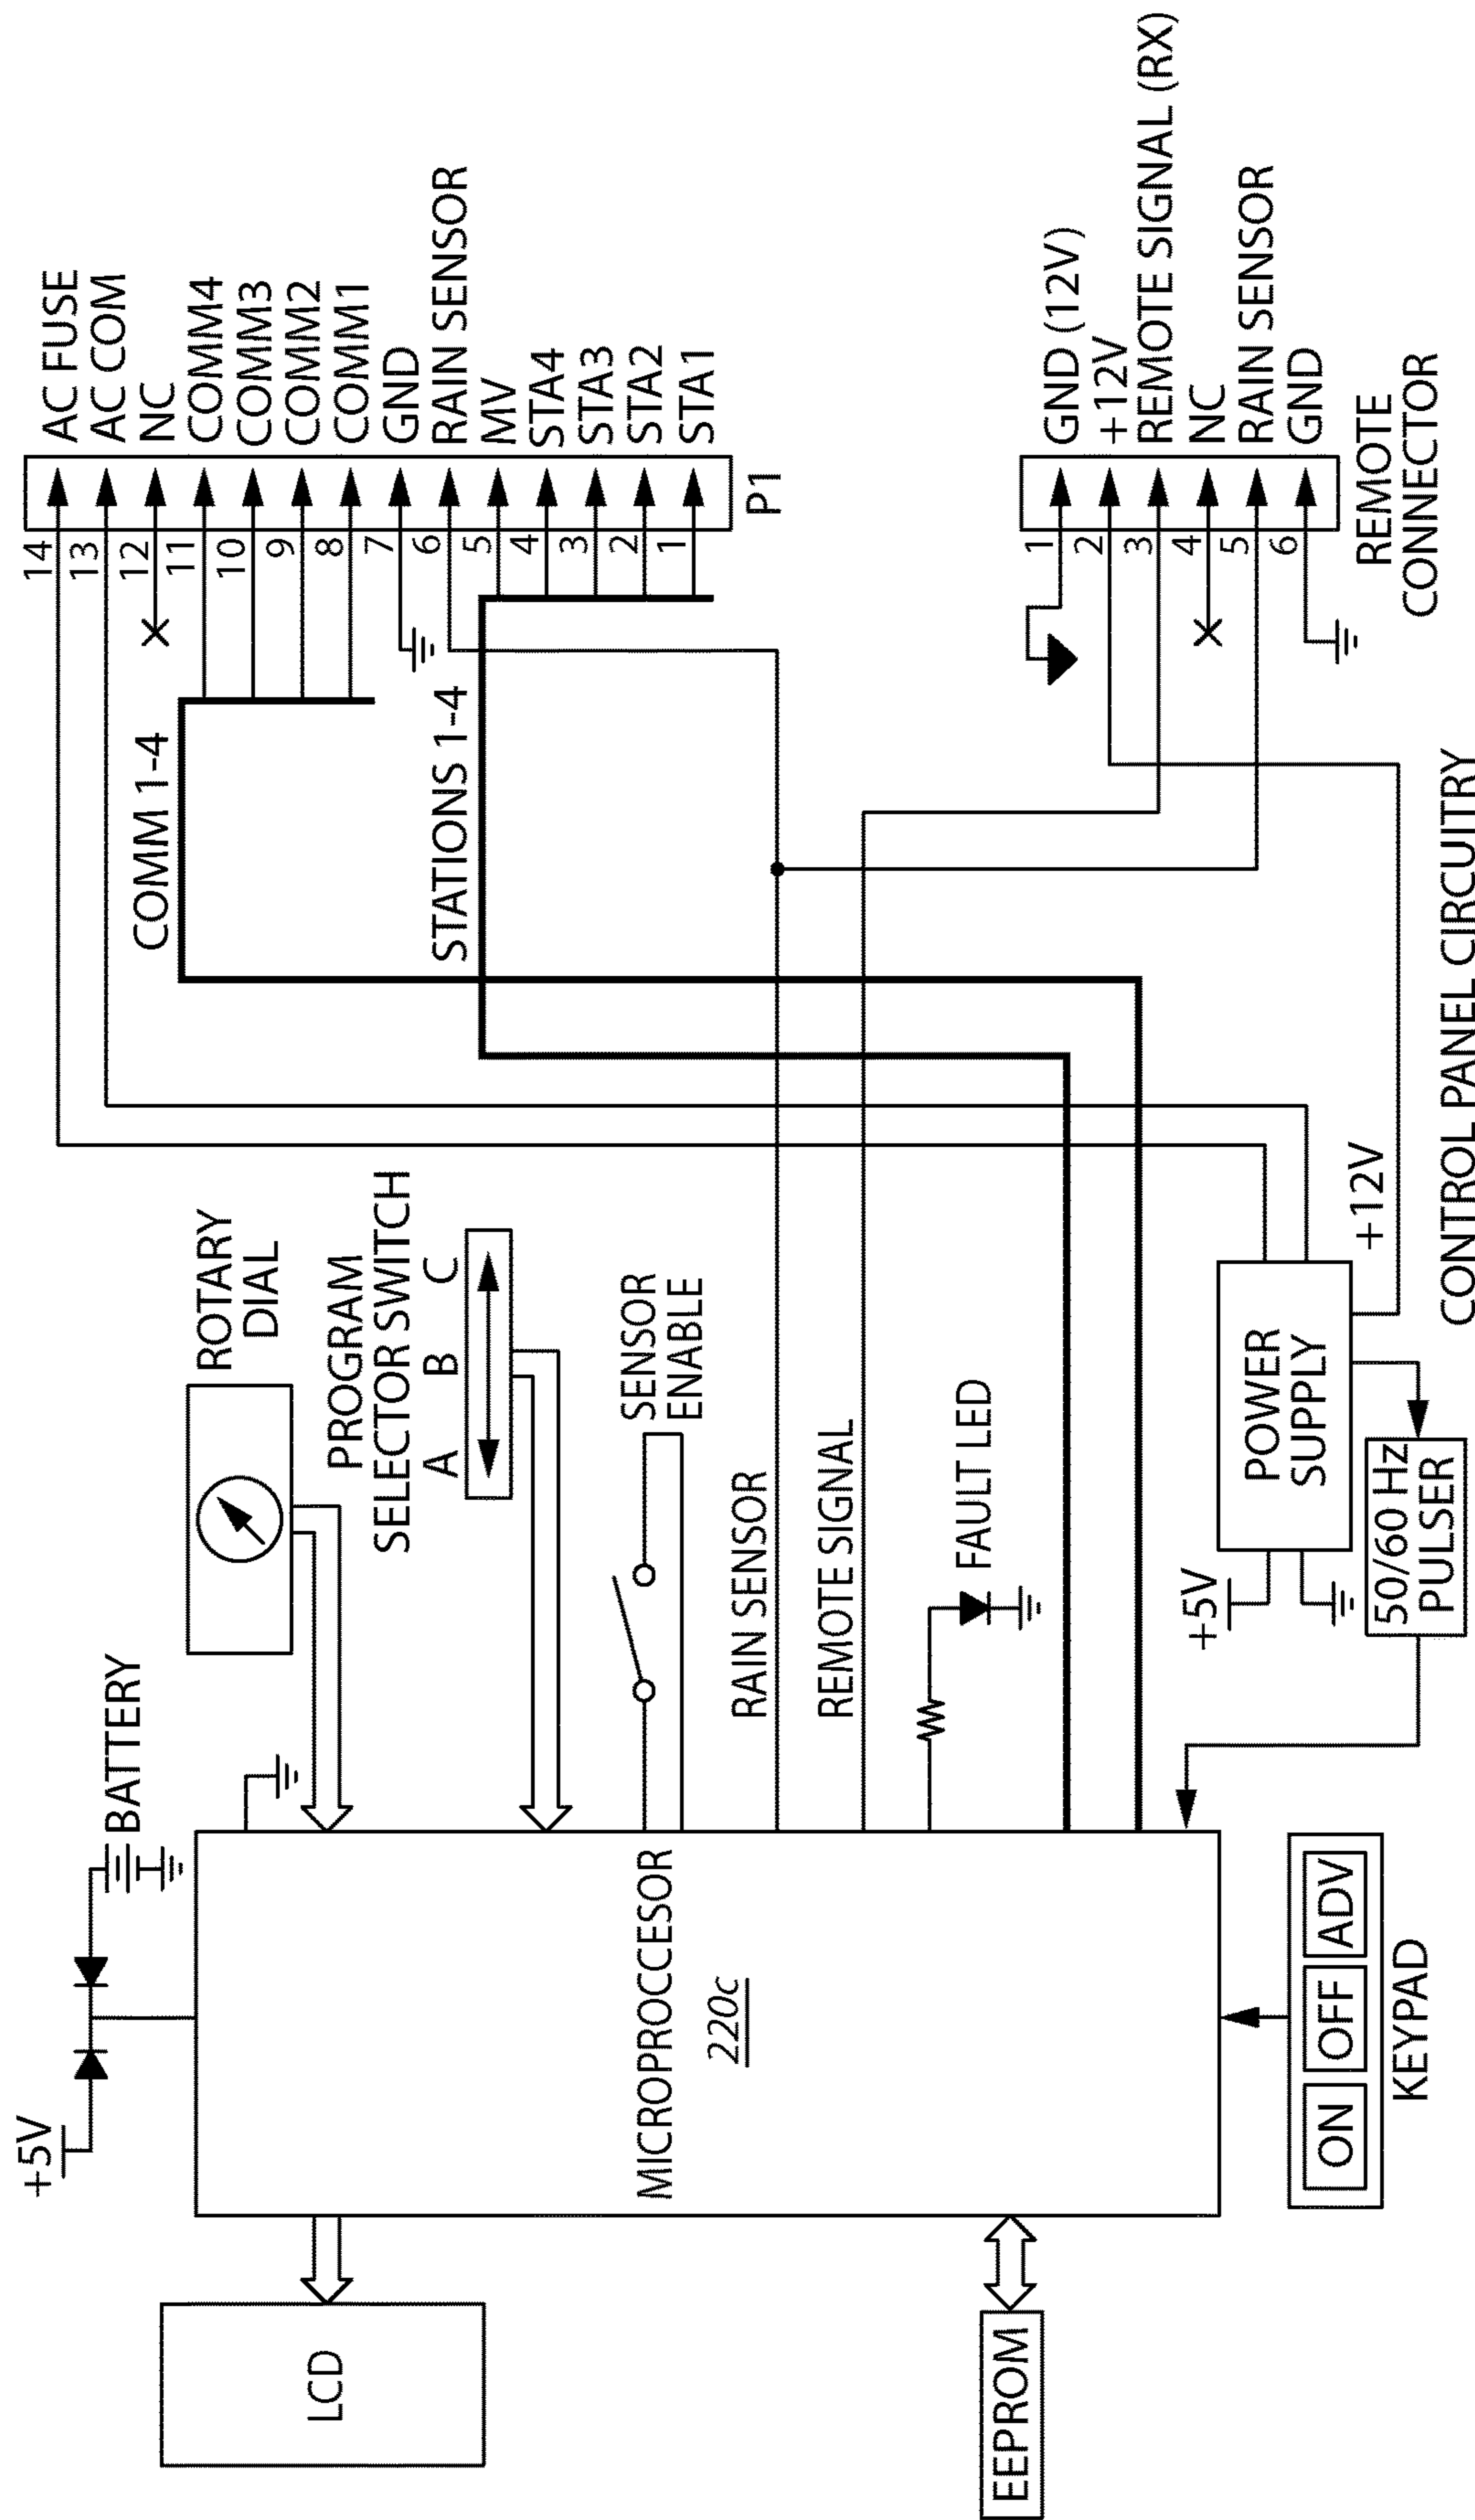 +5V
BATTERY
ROTARY
DIAL
PROGRAM
SELECTOR SWITCH
A B C
SENSOR
ENABLE
RAIN SENSOR
REMOTE SIGNAL
FAULT LED
LCD
MICROPROCCESOR
220c
EEPROM
ON OFF ADV
KEYPAD
+5V
POWER
SUPPLY
+12V
50/60 Hz
PULSER
COMM 1-4
STATIONS 1-4
14 AC FUSE
13 AC COM
12 NC
11 COMM4
10 COMM3
9 COMM2
8 COMM1
7 GND
6 RAIN SENSOR
5 MV
4 STA4
3 STA3
2 STA2
1 STA1
P1
1 GND (12V)
2 +12V
3 REMOTE SIGNAL (RX)
4 NC
5 RAIN SENSOR
6 GND
REMOTE
CONNECTOR
CONTROL PANEL CIRCUITRY